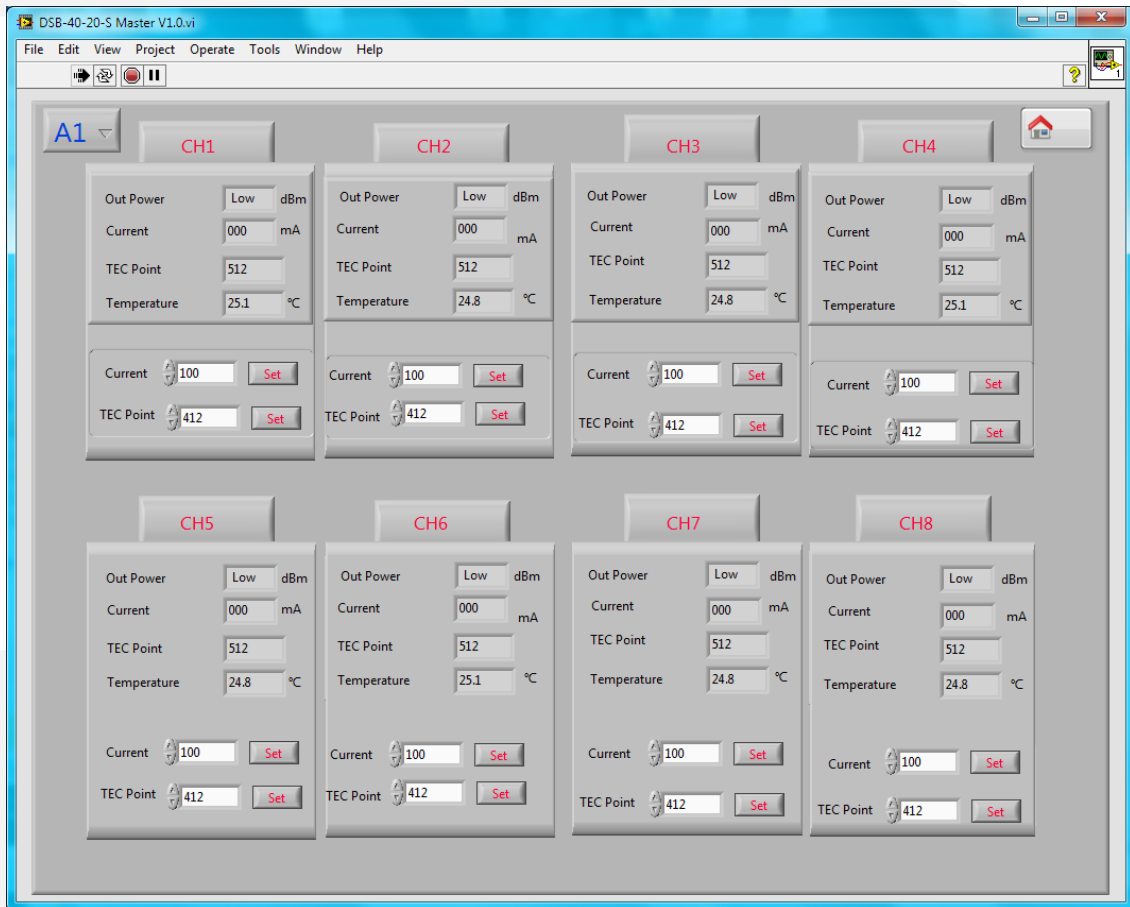 DSB-40-20-S Master V1.0.vi
File Edit View Project Operate Tools Window Help
?
1
A1
CH1
Out Power Low dBm
Current 000 mA
TEC Point 512
Temperature 25.1 °C
Current 100 Set
TEC Point 412 Set
CH2
Out Power Low dBm
Current 000 mA
TEC Point 512
Temperature 24.8 °C
Current 100 Set
TEC Point 412 Set
CH3
Out Power Low dBm
Current 000 mA
TEC Point 512
Temperature 24.8 °C
Current 100 Set
TEC Point 412 Set
CH4
Out Power Low dBm
Current 000 mA
TEC Point 512
Temperature 25.1 °C
Current 100 Set
TEC Point 412 Set
CH5
Out Power Low dBm
Current 000 mA
TEC Point 512
Temperature 24.8 °C
Current 100 Set
TEC Point 412 Set
CH6
Out Power Low dBm
Current 000 mA
TEC Point 512
Temperature 25.1 °C
Current 100 Set
TEC Point 412 Set
CH7
Out Power Low dBm
Current 000 mA
TEC Point 512
Temperature 24.8 °C
Current 100 Set
TEC Point 412 Set
CH8
Out Power Low dBm
Current 000 mA
TEC Point 512
Temperature 24.8 °C
Current 100 Set
TEC Point 412 Set